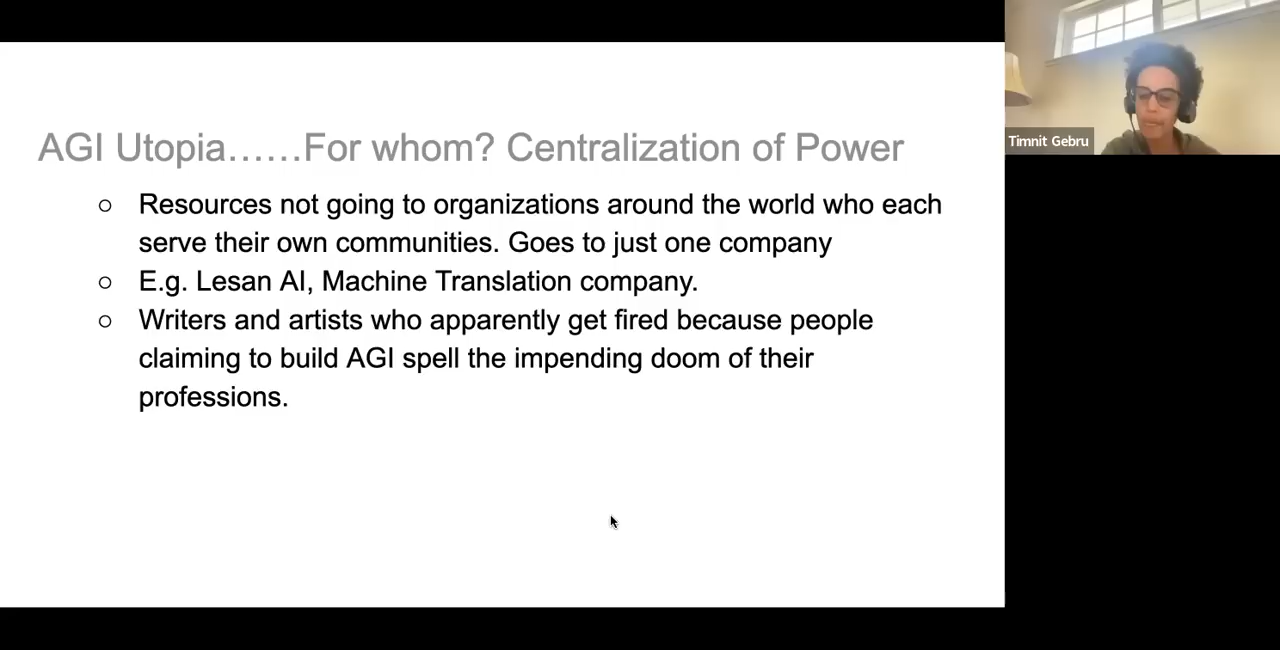 AGI Utopia……For whom? Centralization of Power
○ Resources not going to organizations around the world who each
serve their own communities. Goes to just one company
○ E.g. Lesan AI, Machine Translation company.
○ Writers and artists who apparently get fired because people
claiming to build AGI spell the impending doom of their
professions.
Timnit Gebru